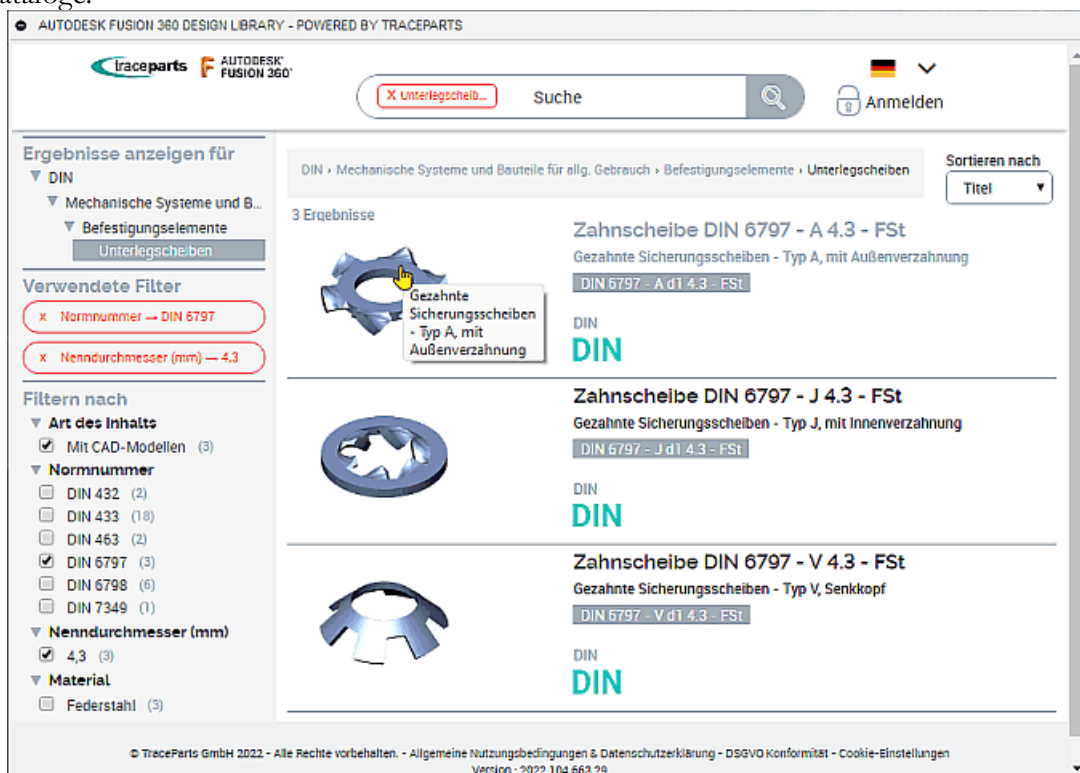 ataloge.
AUTODESK FUSION 360 DESIGN LIBRARY - POWERED BY TRACEPARTS
traceparts AUTODESK® FUSION 360®
X Unterlegscheib... Suche
Anmelden
Ergebnisse anzeigen für
DIN
Mechanische Systeme und B...
Befestigungselemente
Unterlegscheiben
Verwendete Filter
x Normnummer → DIN 6797
x Nenndurchmesser (mm) → 4,3
Filtern nach
Art des Inhalts
Mit CAD-Modellen (3)
Normnummer
DIN 432 (2)
DIN 433 (18)
DIN 463 (2)
DIN 6797 (3)
DIN 6798 (6)
DIN 7349 (1)
Nenndurchmesser (mm)
4,3 (3)
Material
Federstahl (3)
DIN › Mechanische Systeme und Bauteile für allg. Gebrauch › Befestigungselemente › Unterlegscheiben
Sortieren nach
Titel
3 Ergebnisse
Zahnscheibe DIN 6797 - A 4.3 - FSt
Gezahnte Sicherungsscheiben - Typ A, mit Außenverzahnung
DIN 6797 - A d1 4.3 - FSt
DIN
DIN
Gezahnte
Sicherungsscheiben
- Typ A, mit
Außenverzahnung
Zahnscheibe DIN 6797 - J 4.3 - FSt
Gezahnte Sicherungsscheiben - Typ J, mit Innenverzahnung
DIN 6797 - J d1 4.3 - FSt
DIN
DIN
Zahnscheibe DIN 6797 - V 4.3 - FSt
Gezahnte Sicherungsscheiben - Typ V, Senkkopf
DIN 6797 - V d1 4.3 - FSt
DIN
DIN
© TraceParts GmbH 2022 - Alle Rechte vorbehalten. - Allgemeine Nutzungsbedingungen & Datenschutzerklärung - DSGVO Konformität - Cookie-Einstellungen
Version : 2022.104.663.29